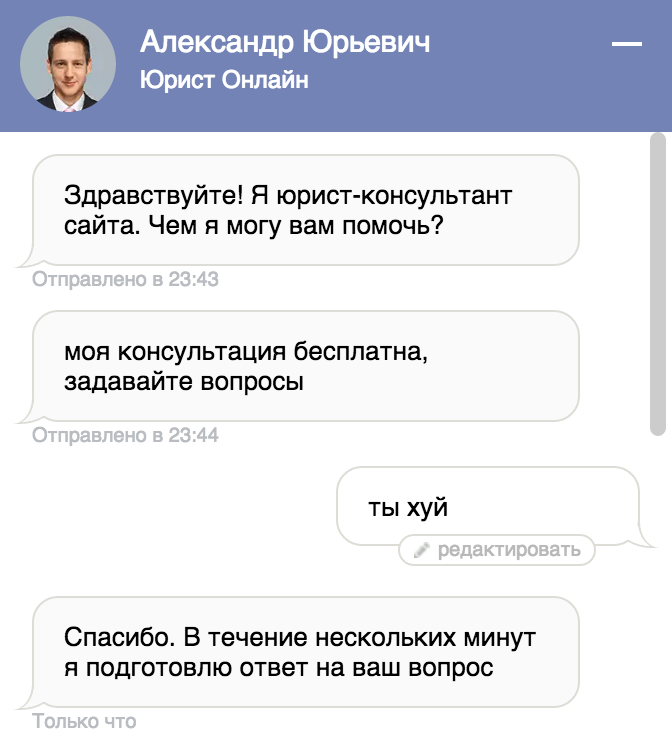 Александр Юрьевич
Юрист Онлайн
Здравствуйте! Я юрист-консультант
сайта. Чем я могу вам помочь?
Отправлено в 23:43
моя консультация бесплатна,
задавайте вопросы
Отправлено в 23:44
ты хуй
редактировать
Спасибо. В течение нескольких минут
я подготовлю ответ на ваш вопрос
Только что